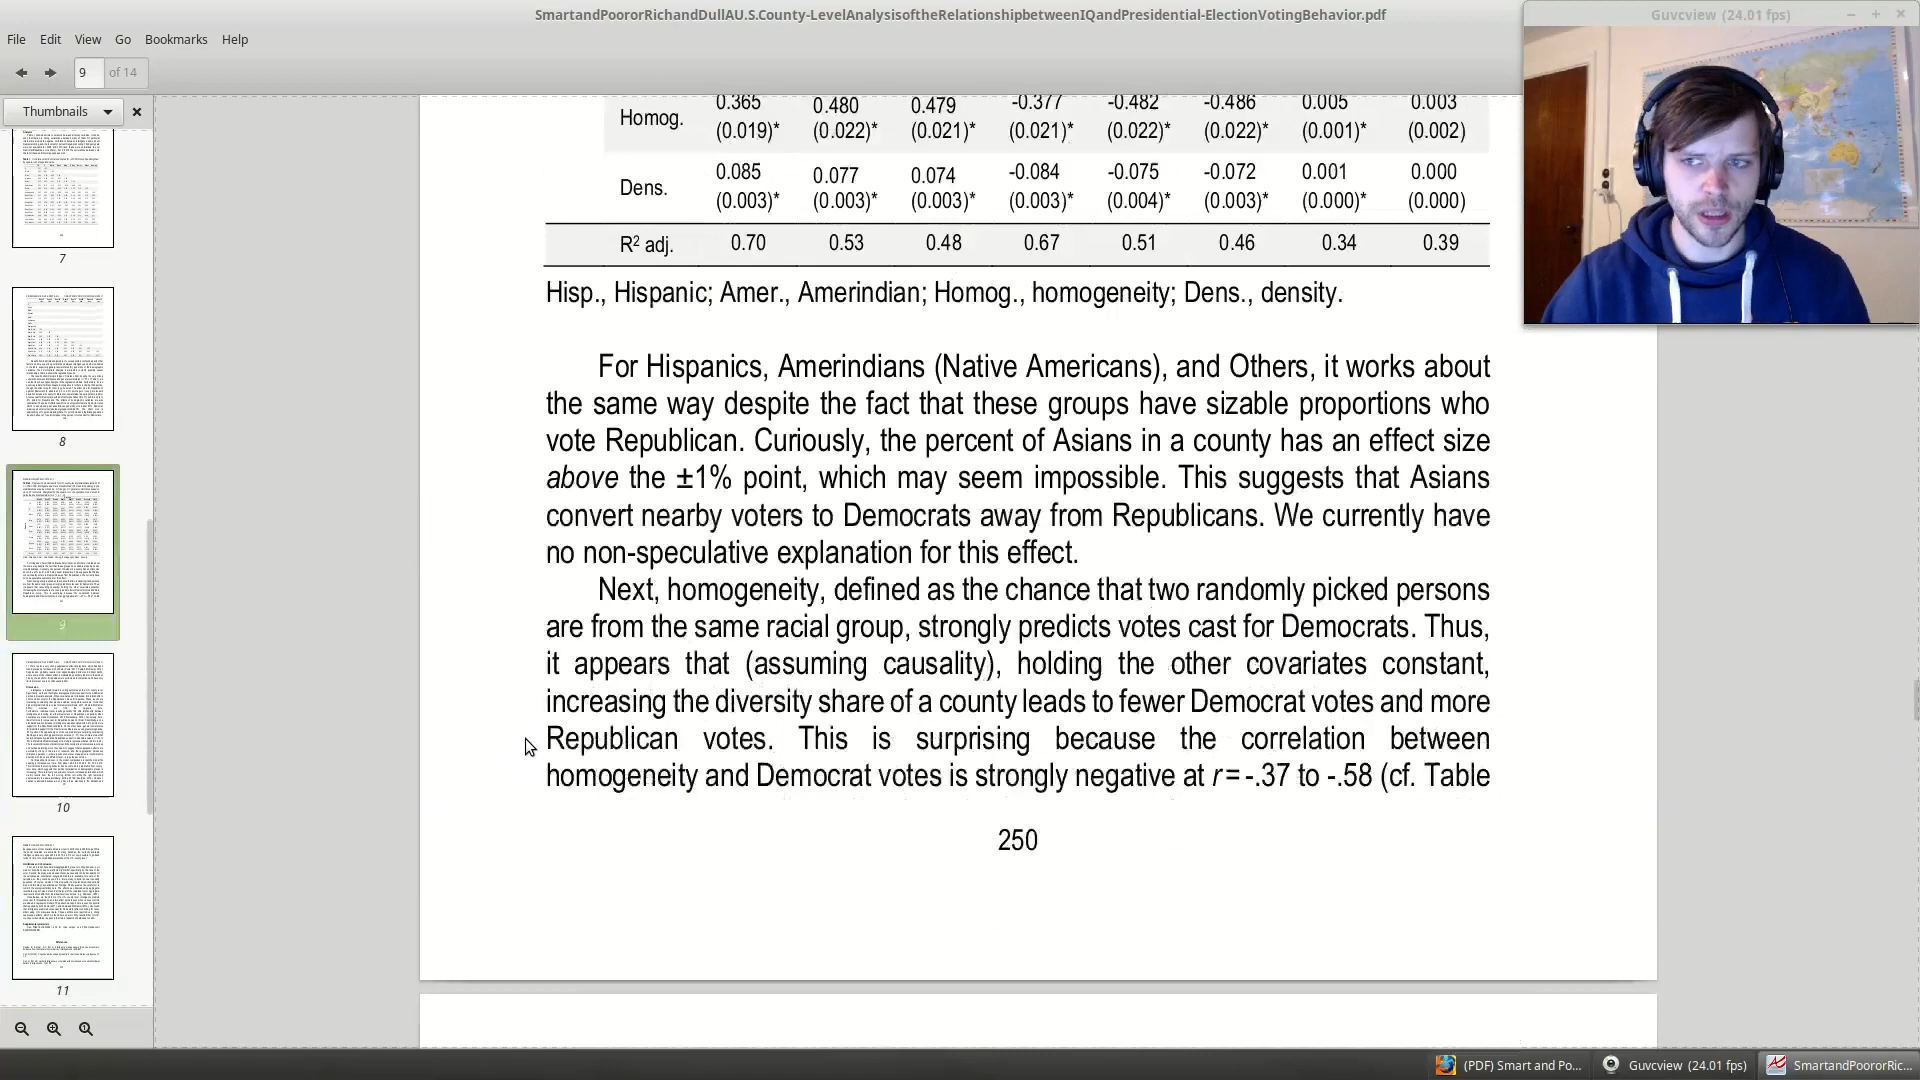 SmartandPoororRichandDullAU.S.County-LevelAnalysisoftheRelationshipbetweenIQandPresidential-ElectionVotingBehavior.pdf
Guvcview (24.01 fps)
File Edit View Go Bookmarks Help
9 of 14
Thumbnails
7
8
9
10
11
0.365 0.480 0.479 -0.377 -0.482 -0.486 0.005 0.003
Homog.
(0.019)* (0.022)* (0.021)* (0.021)* (0.022)* (0.022)* (0.001)* (0.002)
0.085 0.077 0.074 -0.084 -0.075 -0.072 0.001 0.000
Dens.
(0.003)* (0.003)* (0.003)* (0.003)* (0.004)* (0.003)* (0.000)* (0.000)
R² adj. 0.70 0.53 0.48 0.67 0.51 0.46 0.34 0.39
Hisp., Hispanic; Amer., Amerindian; Homog., homogeneity; Dens., density.
For Hispanics, Amerindians (Native Americans), and Others, it works about
the same way despite the fact that these groups have sizable proportions who
vote Republican. Curiously, the percent of Asians in a county has an effect size
above the ±1% point, which may seem impossible. This suggests that Asians
convert nearby voters to Democrats away from Republicans. We currently have
no non-speculative explanation for this effect.
Next, homogeneity, defined as the chance that two randomly picked persons
are from the same racial group, strongly predicts votes cast for Democrats. Thus,
it appears that (assuming causality), holding the other covariates constant,
increasing the diversity share of a county leads to fewer Democrat votes and more
Republican votes. This is surprising because the correlation between
homogeneity and Democrat votes is strongly negative at r = -.37 to -.58 (cf. Table
250
(PDF) Smart and Po...
Guvcview (24.01 fps)
SmartandPoororRic...